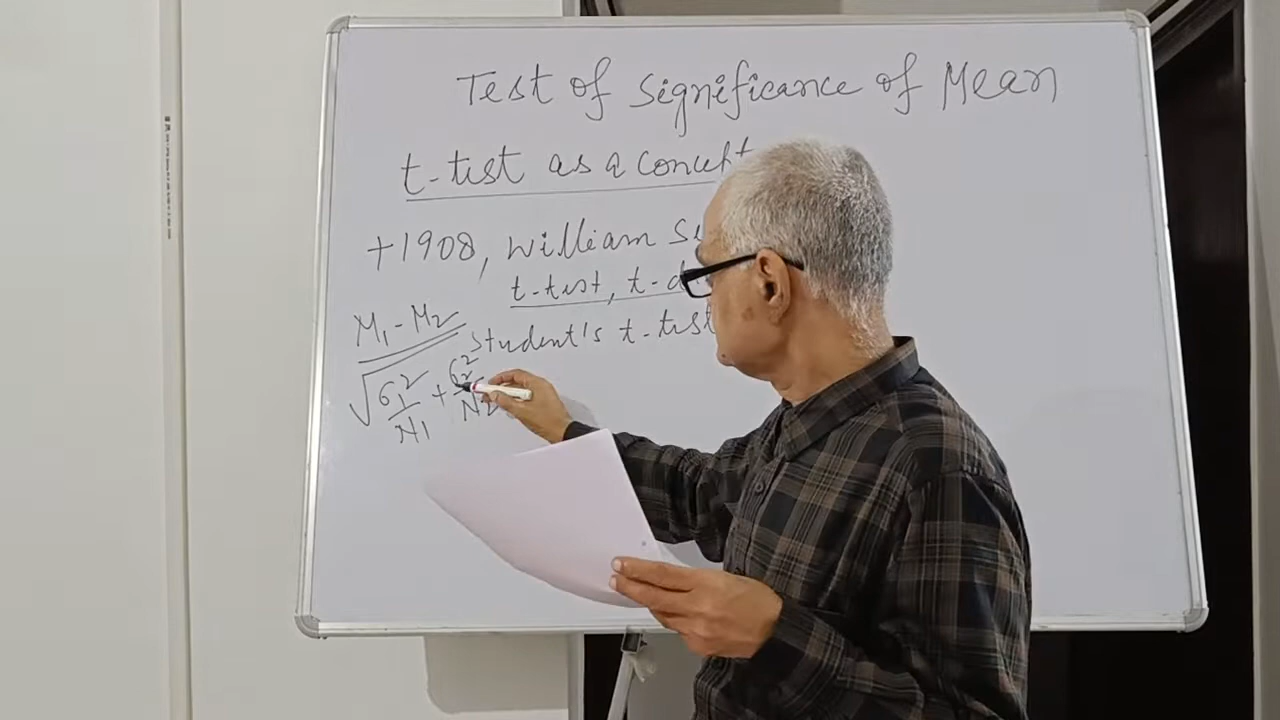 Test of Significance of Mean
t-test as a concept
+1908, William
t-test, t-d
Student's t-test
M₁-M₂
√σ₁²/N₁ + σ₂²/N₂